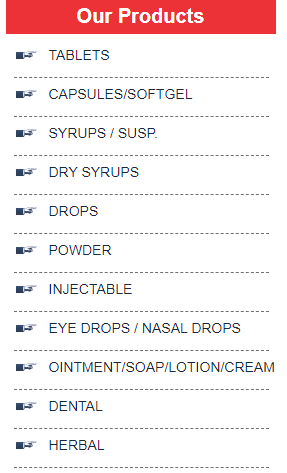 Our Products
TABLETS
CAPSULES/SOFTGEL
SYRUPS / SUSP.
DRY SYRUPS
DROPS
POWDER
INJECTABLE
EYE DROPS / NASAL DROPS
OINTMENT/SOAP/LOTION/CREAM
DENTAL
HERBAL